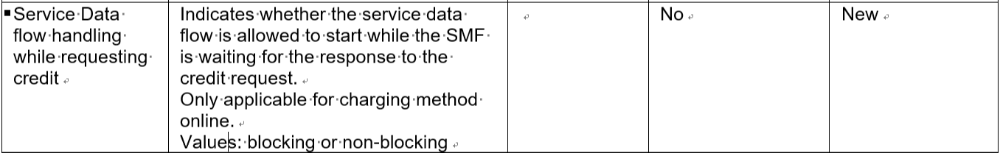 Service Data
flow handling
while requesting
credit
Indicates whether the service data
flow is allowed to start while the SMF
is waiting for the response to the
credit request.
Only applicable for charging method
online.
Values: blocking or non-blocking
No
New